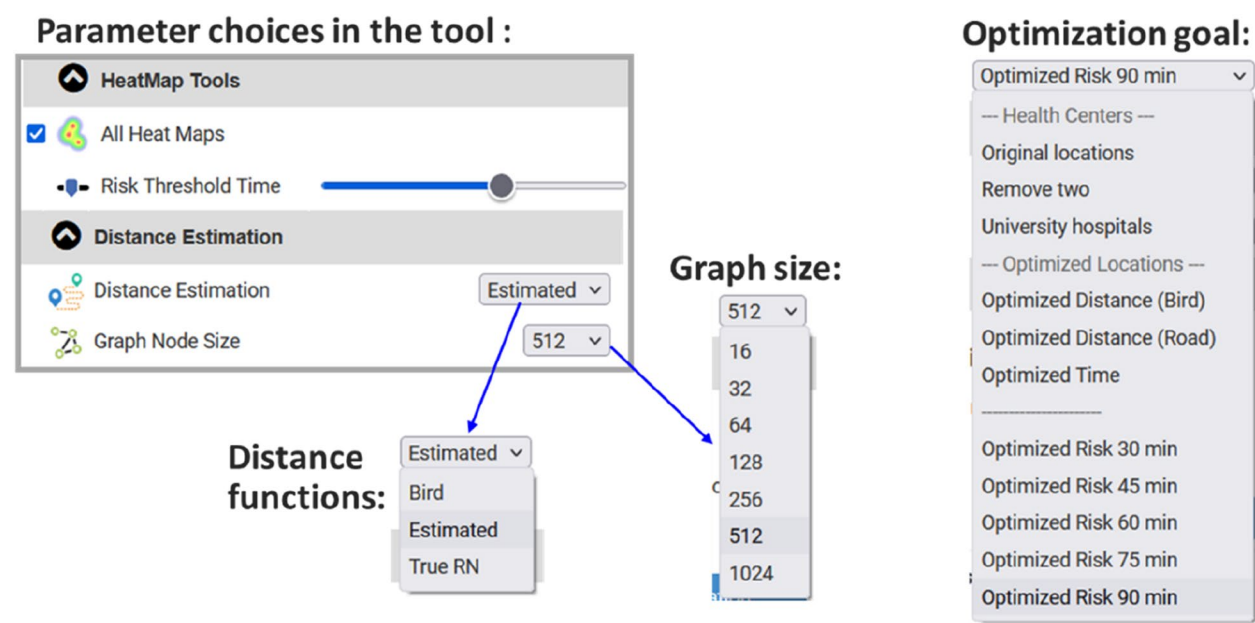 Parameter choices in the tool :
HeatMap Tools
All Heat Maps
Risk Threshold Time
Distance Estimation
Distance Estimation
Estimated
Graph Node Size
512
Distance
functions:
Estimated
Bird
Estimated
True RN
Graph size:
512
16
32
64
128
256
512
1024
Optimization goal:
Optimized Risk 90 min
--- Health Centers ---
Original locations
Remove two
University hospitals
--- Optimized Locations ---
Optimized Distance (Bird)
Optimized Distance (Road)
Optimized Time
----------------------
Optimized Risk 30 min
Optimized Risk 45 min
Optimized Risk 60 min
Optimized Risk 75 min
Optimized Risk 90 min